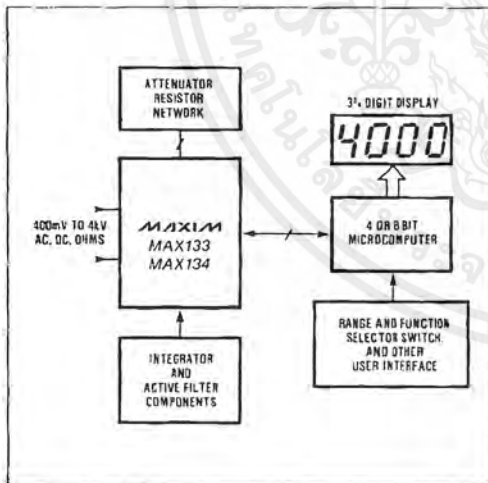 ATTENUATOR
RESISTOR
NETWORK
3¾ DIGIT DISPLAY
4000
400mV TO 4kV
AC, DC, OHMS
MAXIM
MAX133
MAX134
4 OR 8 BIT
MICROCOMPUTER
INTEGRATOR
AND
ACTIVE FILTER
COMPONENTS
RANGE AND FUNCTION
SELECTOR SWITCH
AND OTHER
USER INTERFACE